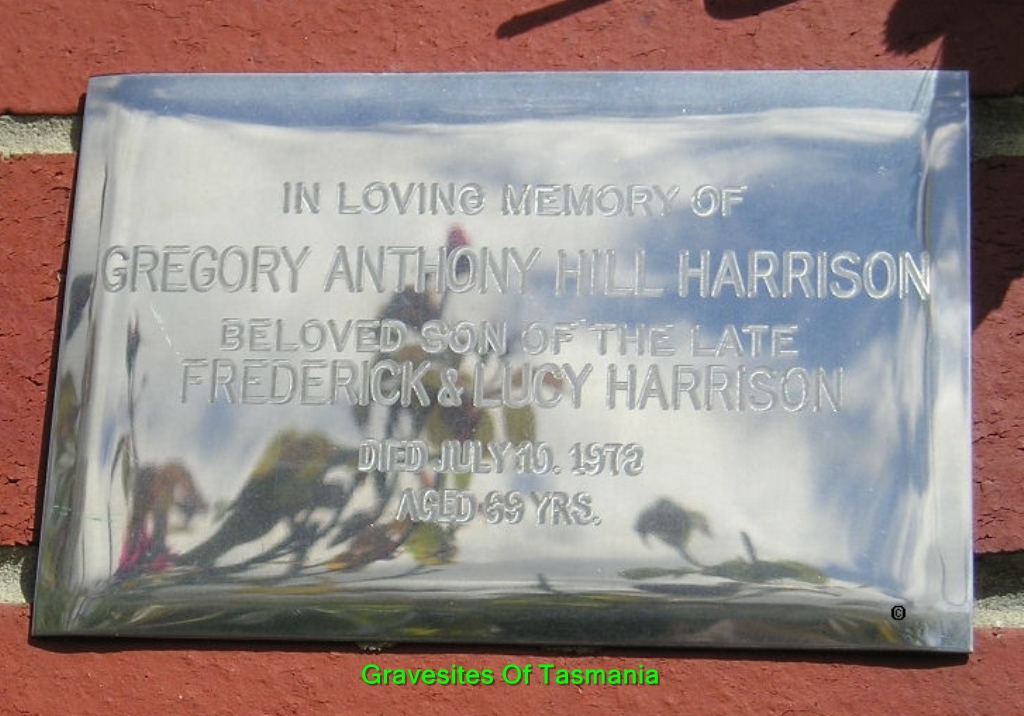 IN LOVING MEMORY OF
GREGORY ANTHONY HILL HARRISON
BELOVED SON OF THE LATE
FREDERICK & LUCY HARRISON
DIED JULY 10. 1972
AGED 69 YRS.
©
Gravesites Of Tasmania